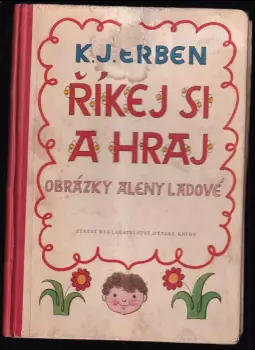 K. J. ERBEN
ŘÍKEJ SI
A HRAJ
OBRÁZKY ALENY LADOVÉ
STÁTNÍ NAKLADATELSTVÍ DĚTSKÉ KNIHY